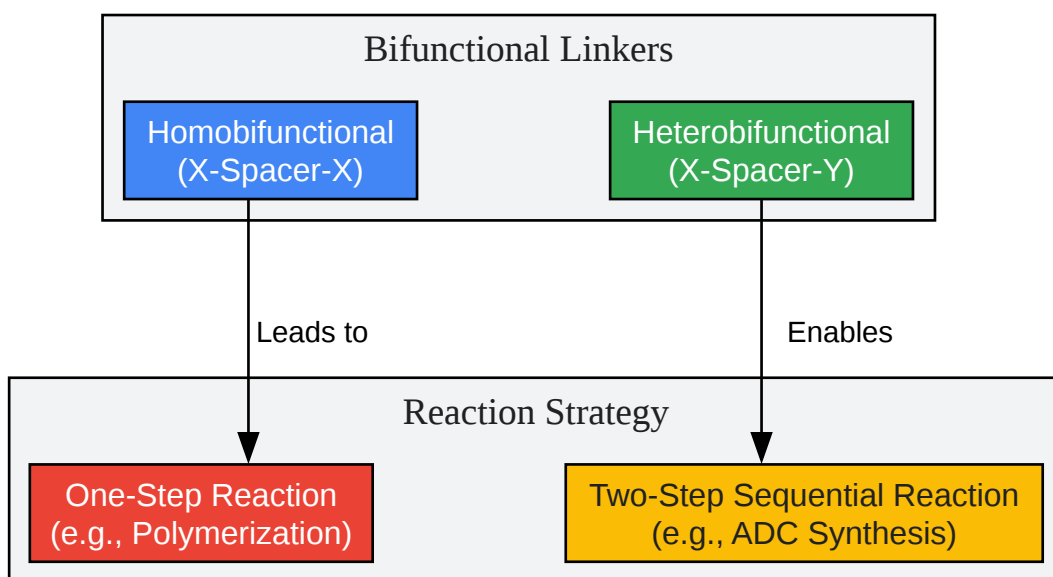 Bifunctional Linkers
Homobifunctional
(X-Spacer-X)
Heterobifunctional
(X-Spacer-Y)
Leads to
Enables
Reaction Strategy
One-Step Reaction
(e.g., Polymerization)
Two-Step Sequential Reaction
(e.g., ADC Synthesis)